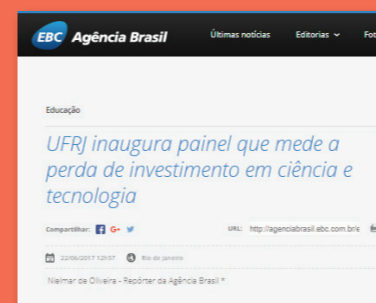 EBC Agência Brasil Últimas notícias Editorias Fot
Educação
UFRJ inaugura painel que mede a
perda de investimento em ciência e
tecnologia
Compartilhar: G+ URL: http://agenciabrasil.ebc.com.br/e
22/06/2017 12h57 Rio de Janeiro
Nielmar de Oliveira - Repórter da Agência Brasil *